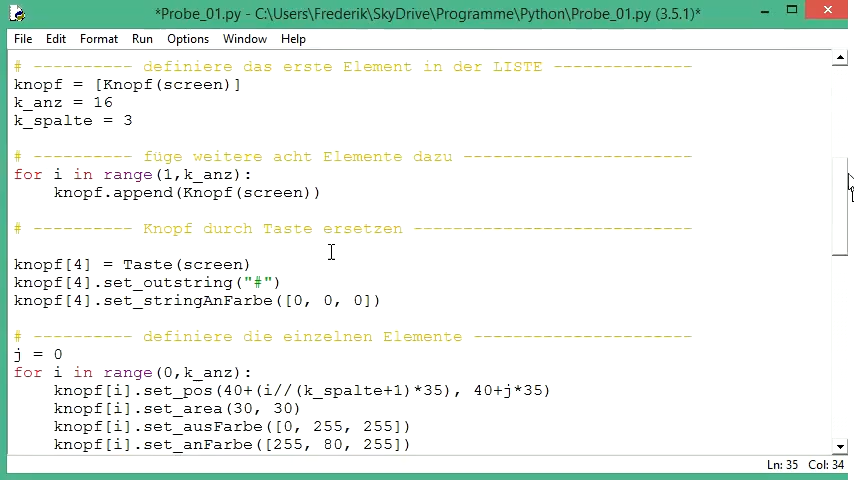 *Probe_01.py - C:\Users\Frederik\SkyDrive\Programme\Python\Probe_01.py (3.5.1)*
File Edit Format Run Options Window Help
# ---------- definiere das erste Element in der LISTE --------------
knopf = [Knopf(screen)]
k_anz = 16
k_spalte = 3
# ---------- füge weitere acht Elemente dazu -----------------------
for i in range(1,k_anz):
    knopf.append(Knopf(screen))
# ---------- Knopf durch Taste ersetzen ----------------------------
knopf[4] = Taste(screen)
knopf[4].set_outstring("#")
knopf[4].set_stringAnFarbe([0, 0, 0])
# ---------- definiere die einzelnen Elemente ----------------------
j = 0
for i in range(0,k_anz):
    knopf[i].set_pos(40+(i//(k_spalte+1)*35), 40+j*35)
    knopf[i].set_area(30, 30)
    knopf[i].set_ausFarbe([0, 255, 255])
    knopf[i].set_anFarbe([255, 80, 255])
Ln: 35 Col: 34